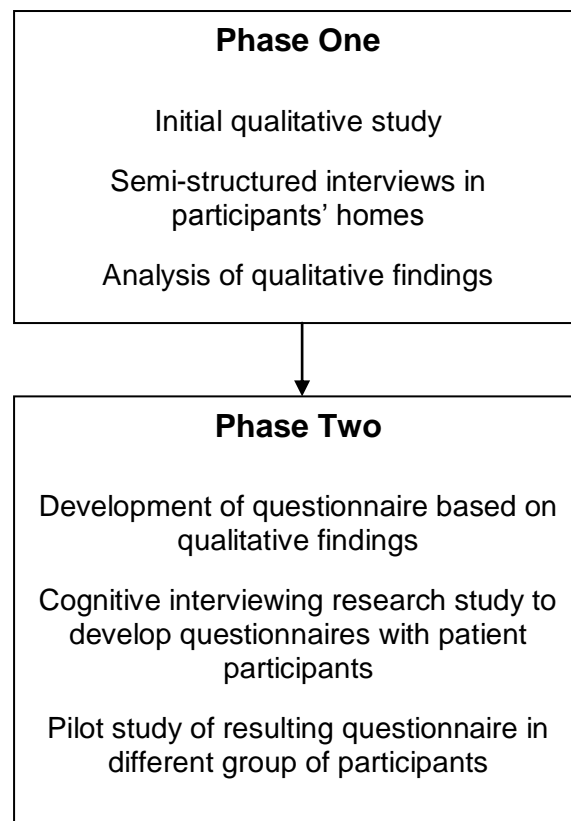 Phase One
Initial qualitative study
Semi-structured interviews in
participants’ homes
Analysis of qualitative findings
Phase Two
Development of questionnaire based on
qualitative findings
Cognitive interviewing research study to
develop questionnaires with patient
participants
Pilot study of resulting questionnaire in
different group of participants